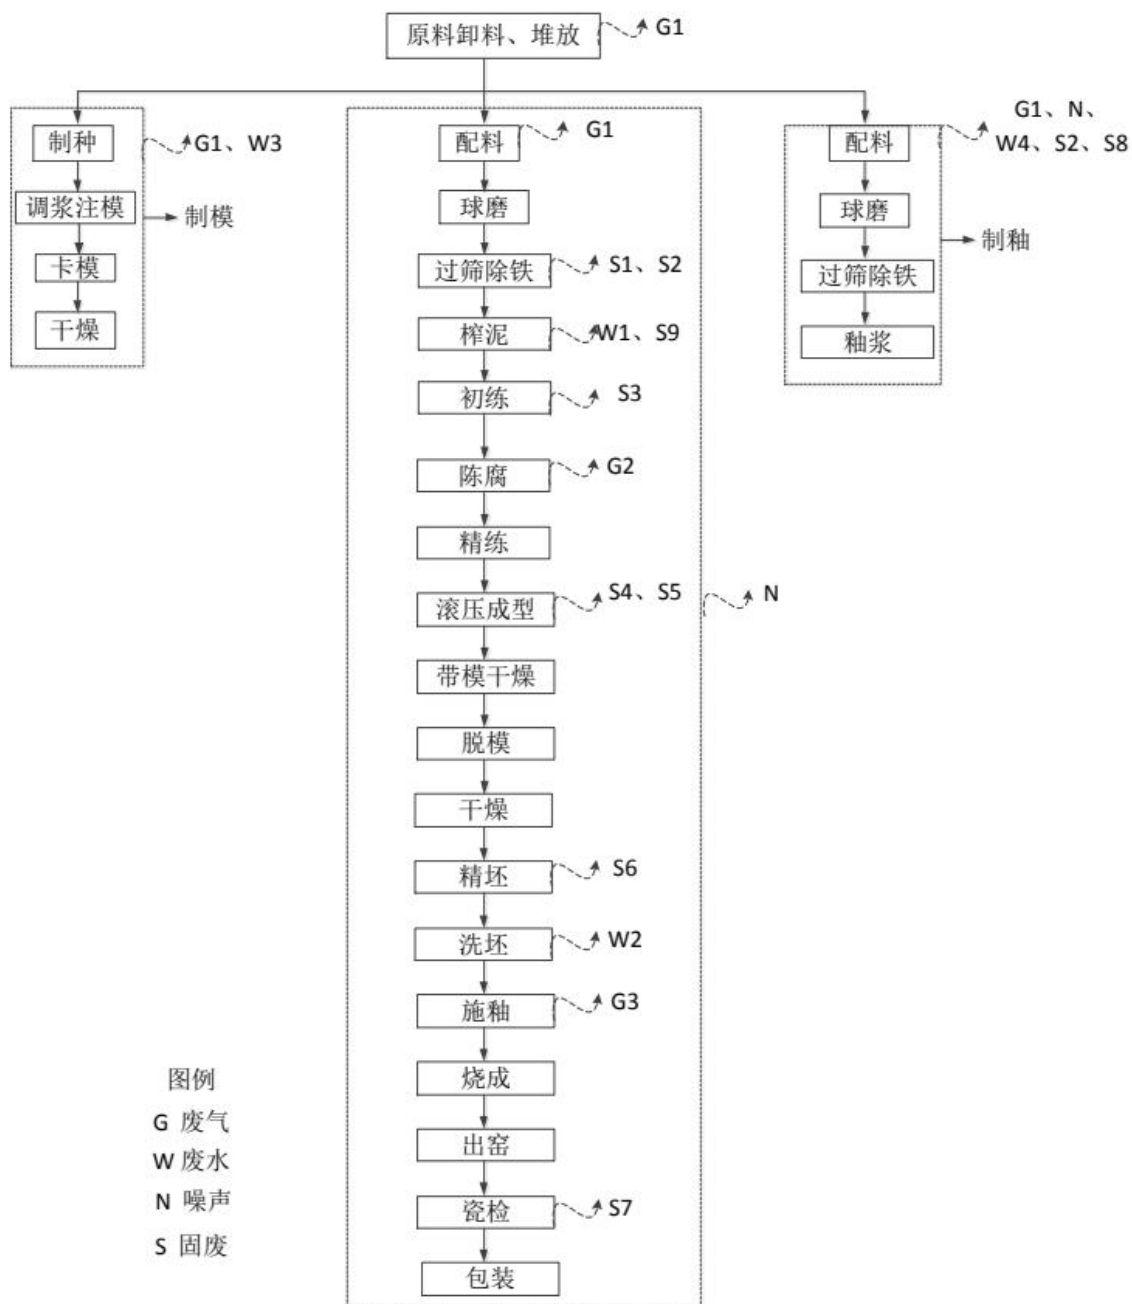 原料卸料、堆放
G1
制种
G1、W3
调浆注模
制模
卡模
干燥
配料
G1
球磨
过筛除铁
S1、S2
榨泥
W1、S9
初练
S3
陈腐
G2
精练
滚压成型
S4、S5
N
带模干燥
脱模
干燥
精坯
S6
洗坯
W2
施釉
G3
烧成
出窑
瓷检
S7
包装
G1、N、
W4、S2、S8
配料
球磨
制釉
过筛除铁
釉浆
图例
G 废气
W 废水
N 噪声
S 固废